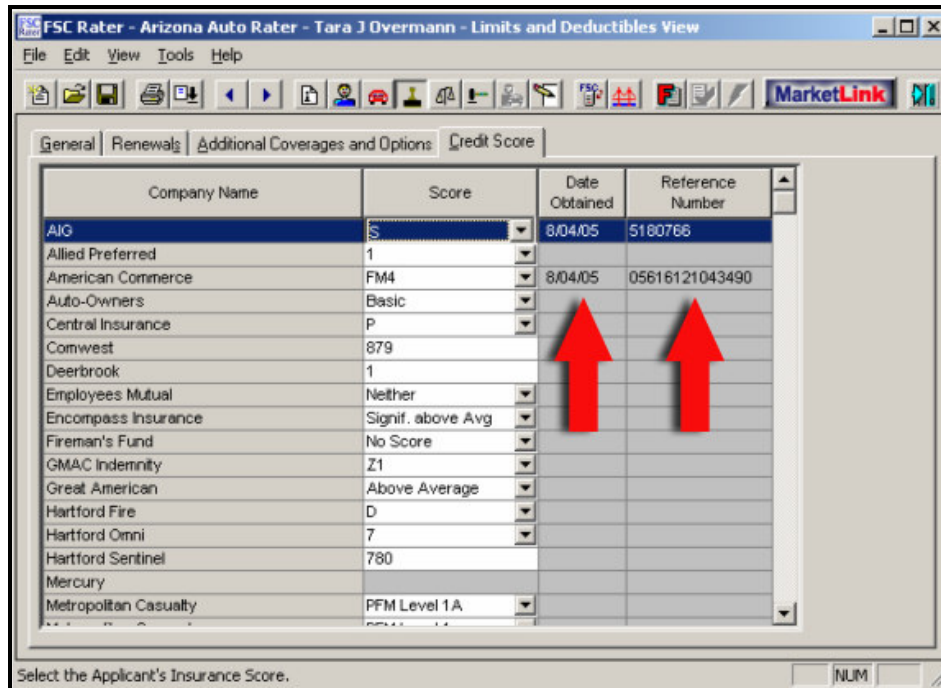 FSC Rater - Arizona Auto Rater - Tara J Overmann - Limits and Deductibles View
File Edit View Tools Help
MarketLink
General Renewals Additional Coverages and Options Credit Score
Company Name Score Date Obtained Reference Number
AIG S 8/04/05 5180766
Allied Preferred 1
American Commerce FM4 8/04/05 05616121043490
Auto-Owners Basic
Central Insurance P
Comwest 879
Deerbrook 1
Employees Mutual Neither
Encompass Insurance Signif. above Avg
Fireman's Fund No Score
GMAC Indemnity Z1
Great American Above Average
Hartford Fire D
Hartford Omni 7
Hartford Sentinel 780
Mercury
Metropolitan Casualty PFM Level 1A
Select the Applicant's Insurance Score. NUM